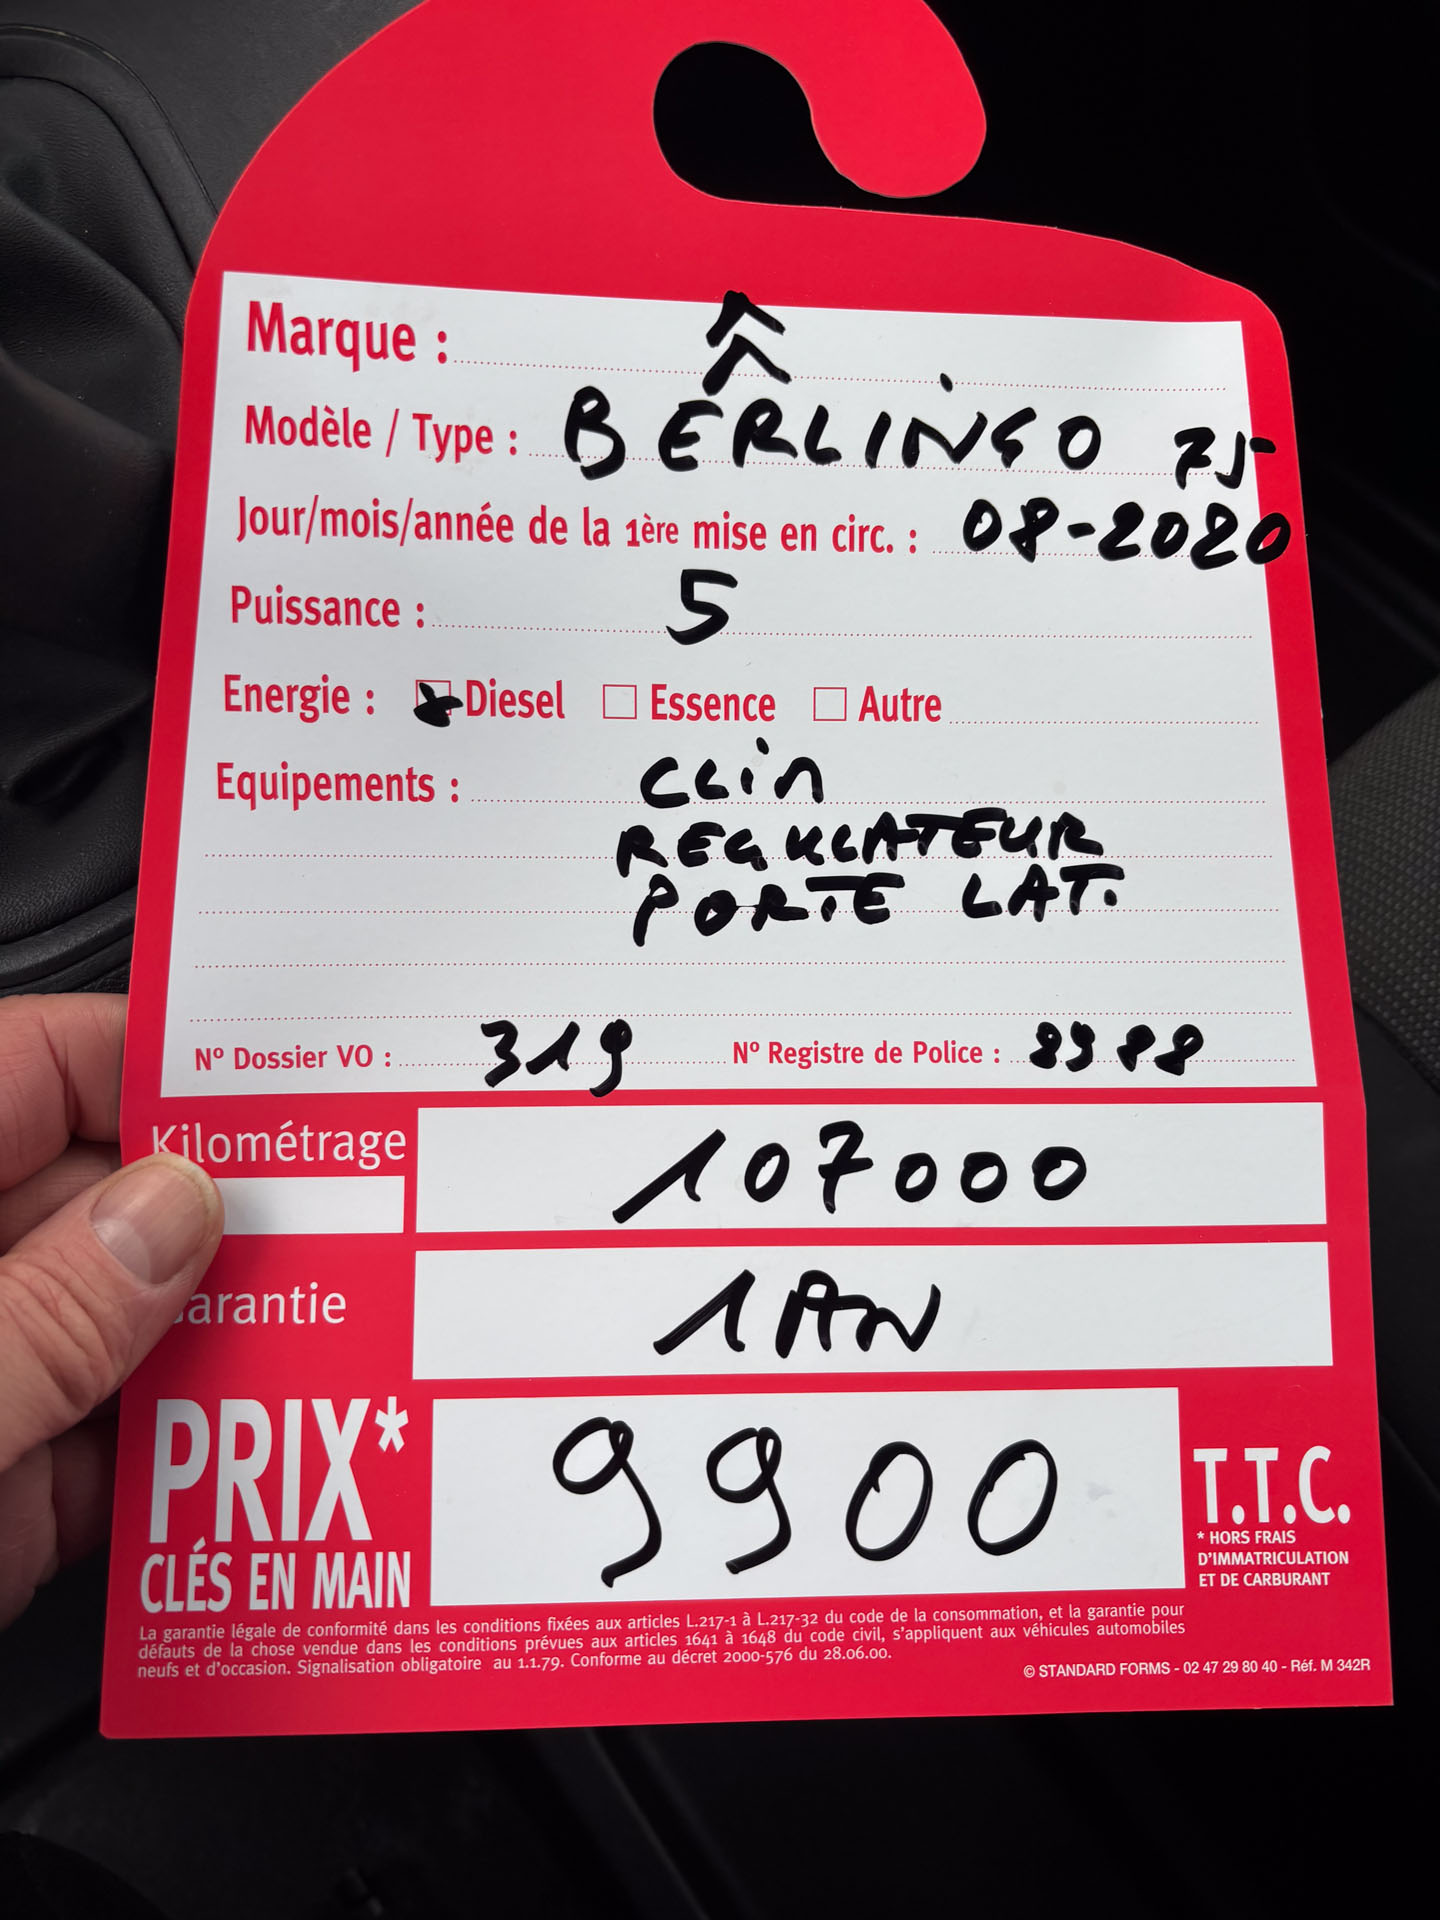 Marque :
Modèle / Type : BERLINGO 75
Jour/mois/année de la 1ère mise en circ. : 08-2020
Puissance : 5
Energie : Diesel Essence Autre
Equipements : CLim
REGULATEUR
PORTE LAT.
N° Dossier VO : 319 N° Registre de Police : 8988
Kilométrage 107000
Garantie 1 AN
PRIX* 9900 T.T.C.
CLÉS EN MAIN
* HORS FRAIS
D'IMMATRICULATION
ET DE CARBURANT
La garantie légale de conformité dans les conditions fixées aux articles L.217-1 à L.217-32 du code de la consommation, et la garantie pour
défauts de la chose vendue dans les conditions prévues aux articles 1641 à 1648 du code civil, s'appliquent aux véhicules automobiles
neufs et d'occasion. Signalisation obligatoire au 1.1.79. Conforme au décret 2000-576 du 28.06.00.
© STANDARD FORMS - 02 47 29 80 40 - Réf. M 342R